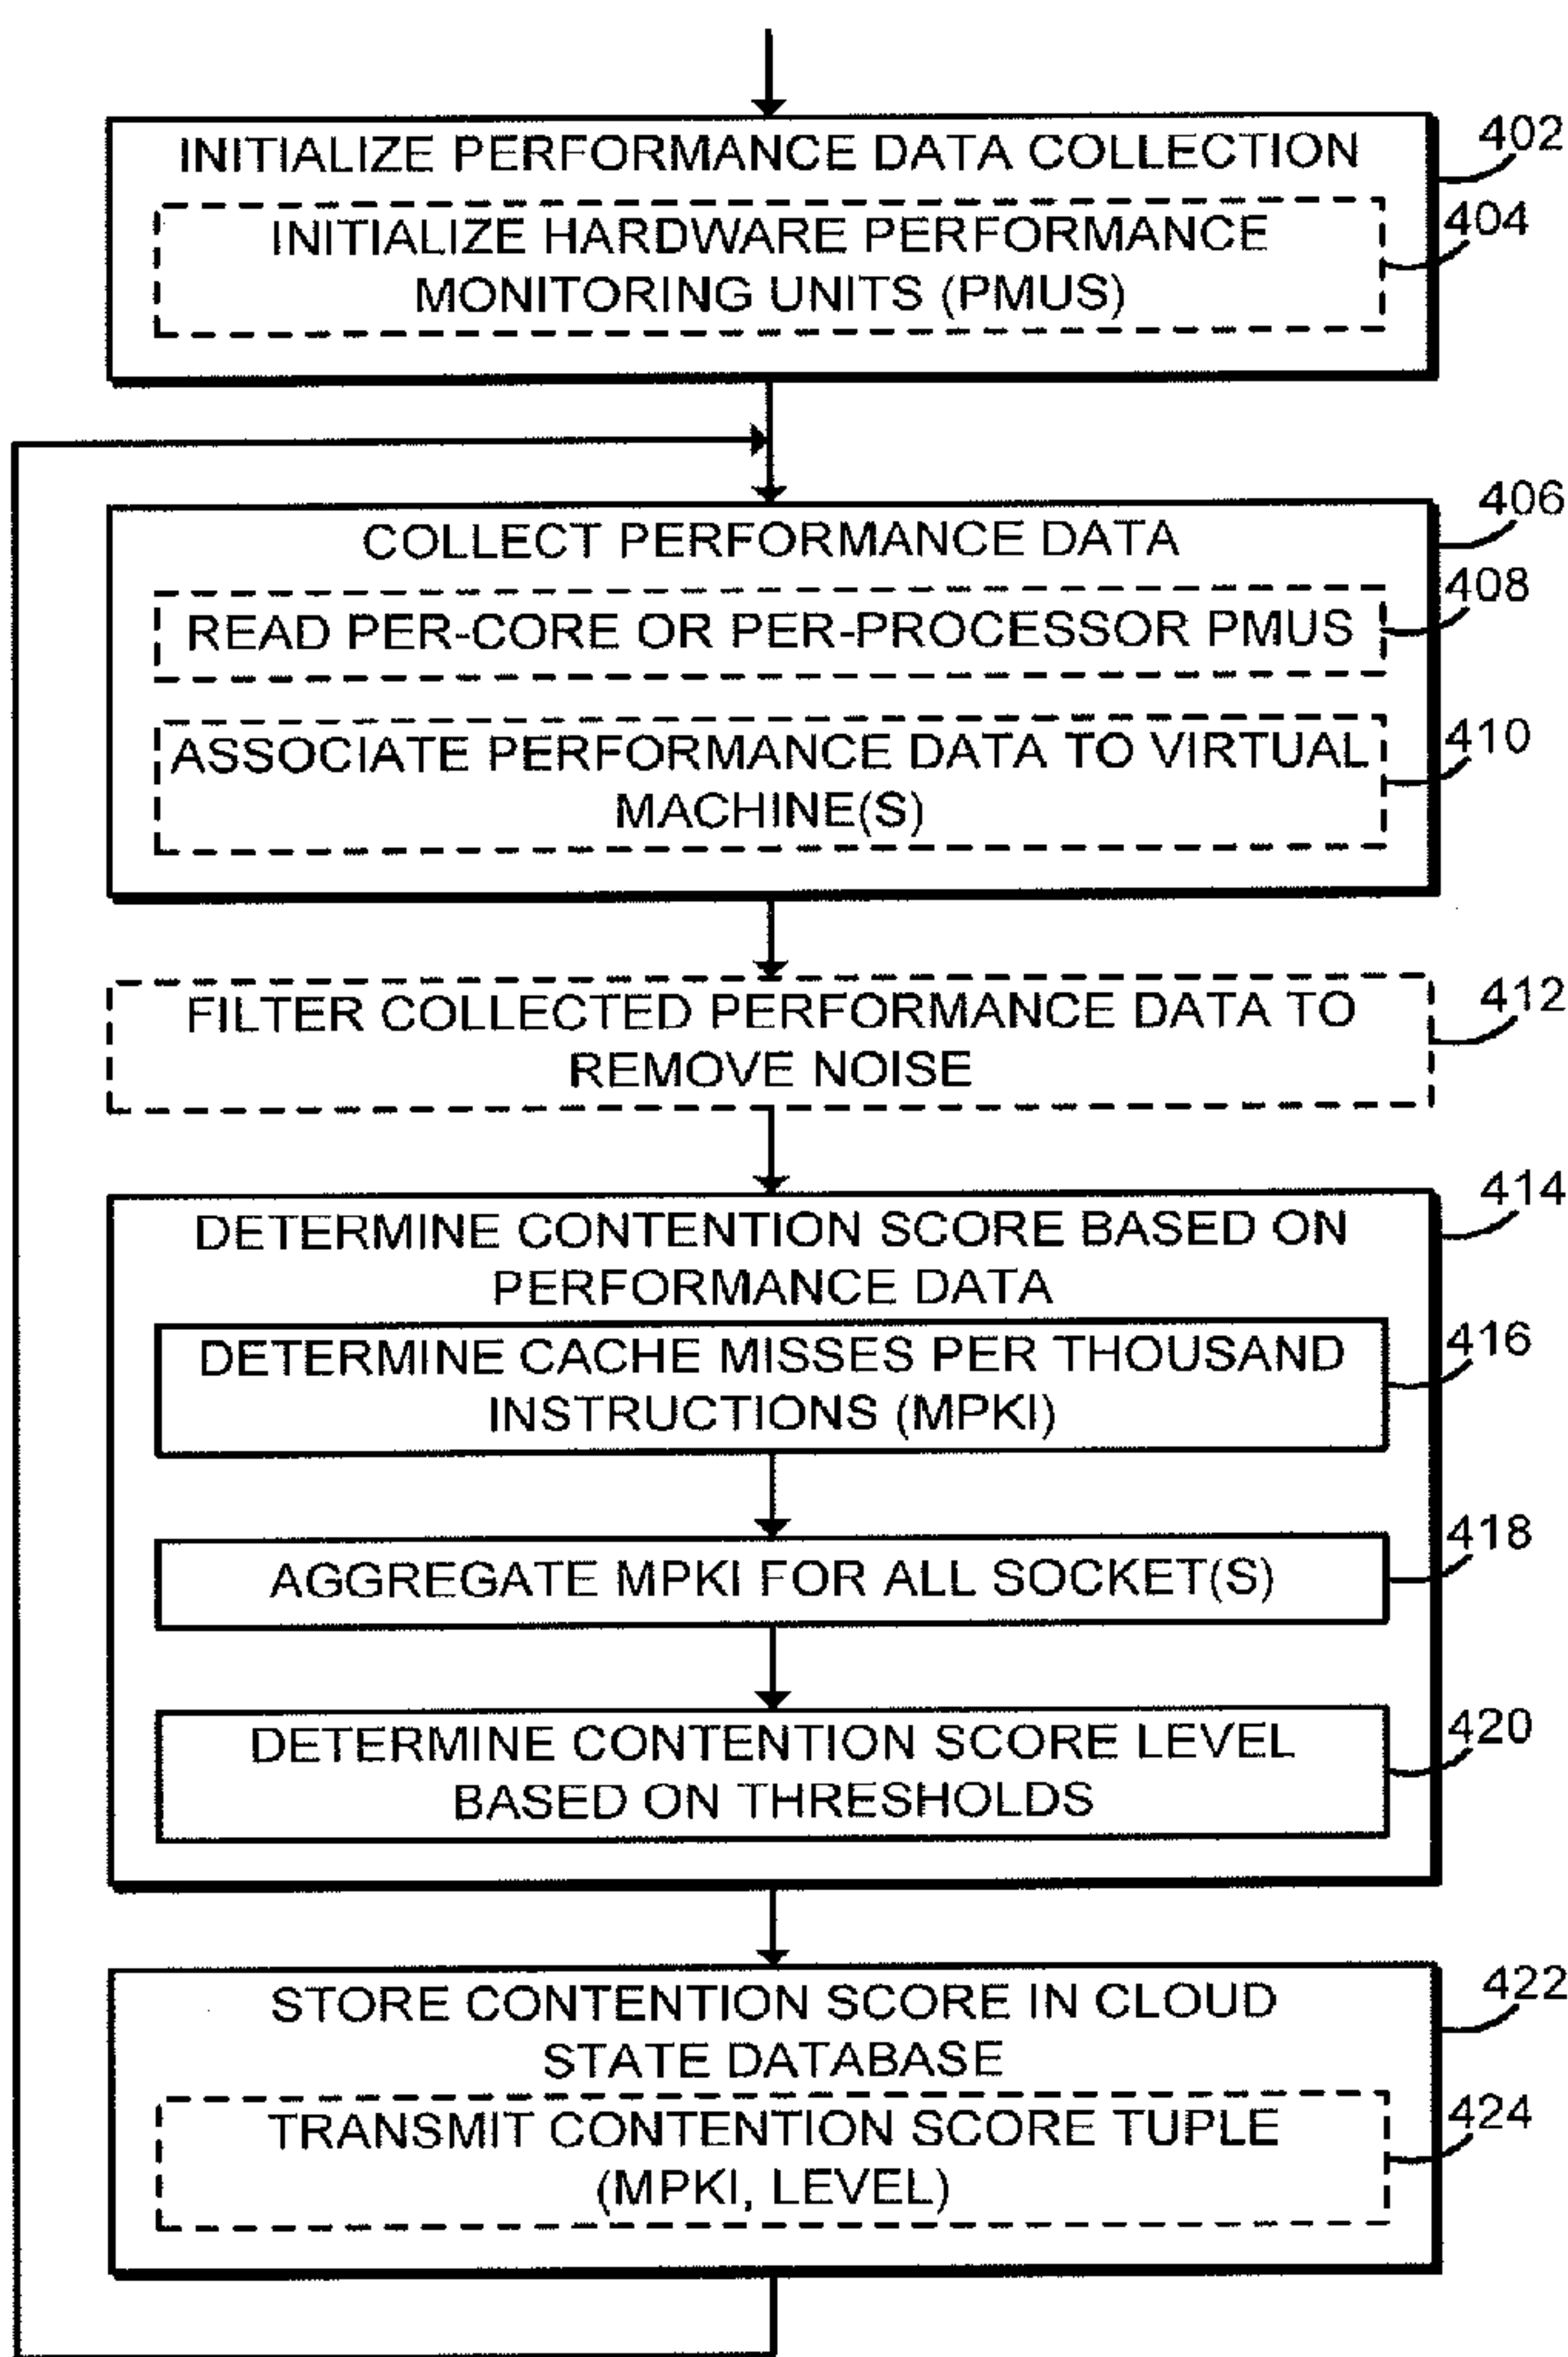 INITIALIZE PERFORMANCE DATA COLLECTION
402
INITIALIZE HARDWARE PERFORMANCE
MONITORING UNITS (PMUS)
404
COLLECT PERFORMANCE DATA
406
READ PER-CORE OR PER-PROCESSOR PMUS
408
ASSOCIATE PERFORMANCE DATA TO VIRTUAL
MACHINE(S)
410
FILTER COLLECTED PERFORMANCE DATA TO
REMOVE NOISE
412
DETERMINE CONTENTION SCORE BASED ON
PERFORMANCE DATA
414
DETERMINE CACHE MISSES PER THOUSAND
INSTRUCTIONS (MPKI)
416
AGGREGATE MPKI FOR ALL SOCKET(S)
418
DETERMINE CONTENTION SCORE LEVEL
BASED ON THRESHOLDS
420
STORE CONTENTION SCORE IN CLOUD
STATE DATABASE
422
TRANSMIT CONTENTION SCORE TUPLE
(MPKI, LEVEL)
424